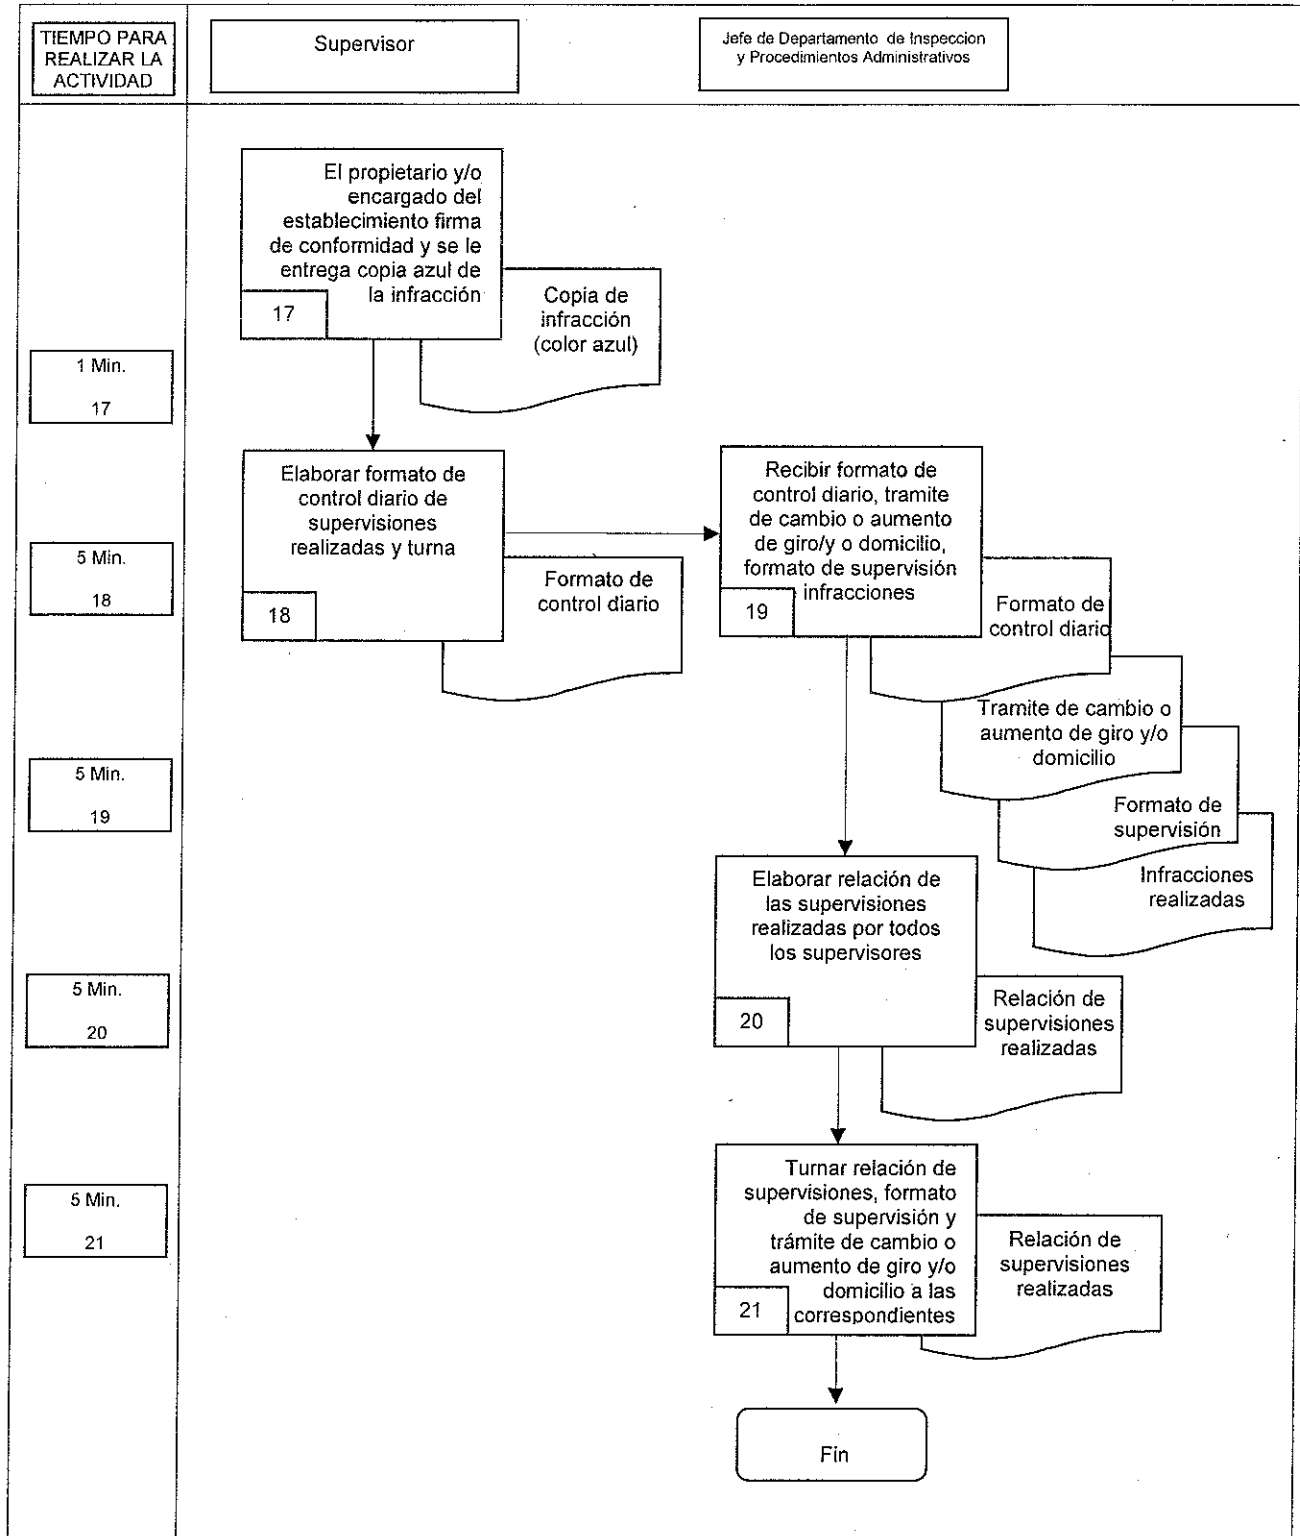 TIEMPO PARA
REALIZAR LA
ACTIVIDAD
Supervisor
Jefe de Departamento de Inspeccion
y Procedimientos Administrativos
El propietario y/o
encargado del
establecimiento firma
de conformidad y se le
entrega copia azul de
la infracción
17
Copia de
infracción
(color azul)
1 Min.
17
Elaborar formato de
control diario de
supervisiones
realizadas y turna
18
Formato de
control diario
Recibir formato de
control diario, tramite
de cambio o aumento
de giro/y o domicilio,
formato de supervisión
infracciones
19
Formato de
control diario
Tramite de cambio o
aumento de giro y/o
domicilio
Formato de
supervisión
Infracciones
realizadas
5 Min.
18
5 Min.
19
Elaborar relación de
las supervisiones
realizadas por todos
los supervisores
20
Relación de
supervisiones
realizadas
5 Min.
20
Turnar relación de
supervisiones, formato
de supervisión y
trámite de cambio o
aumento de giro y/o
domicilio a las
correspondientes
21
Relación de
supervisiones
realizadas
5 Min.
21
Fin